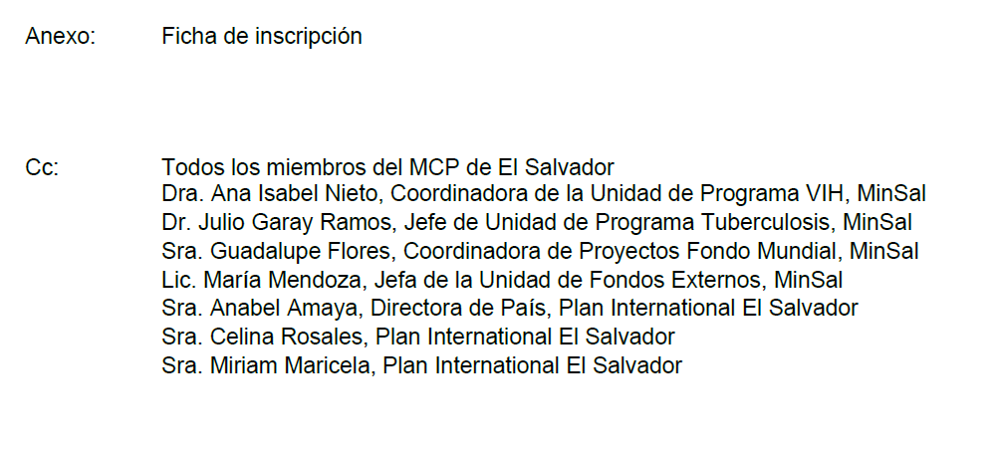 Anexo: Ficha de inscripción
Cc: Todos los miembros del MCP de El Salvador
Dra. Ana Isabel Nieto, Coordinadora de la Unidad de Programa VIH, MinSal
Dr. Julio Garay Ramos, Jefe de Unidad de Programa Tuberculosis, MinSal
Sra. Guadalupe Flores, Coordinadora de Proyectos Fondo Mundial, MinSal
Lic. María Mendoza, Jefa de la Unidad de Fondos Externos, MinSal
Sra. Anabel Amaya, Directora de País, Plan International El Salvador
Sra. Celina Rosales, Plan International El Salvador
Sra. Miriam Maricela, Plan International El Salvador